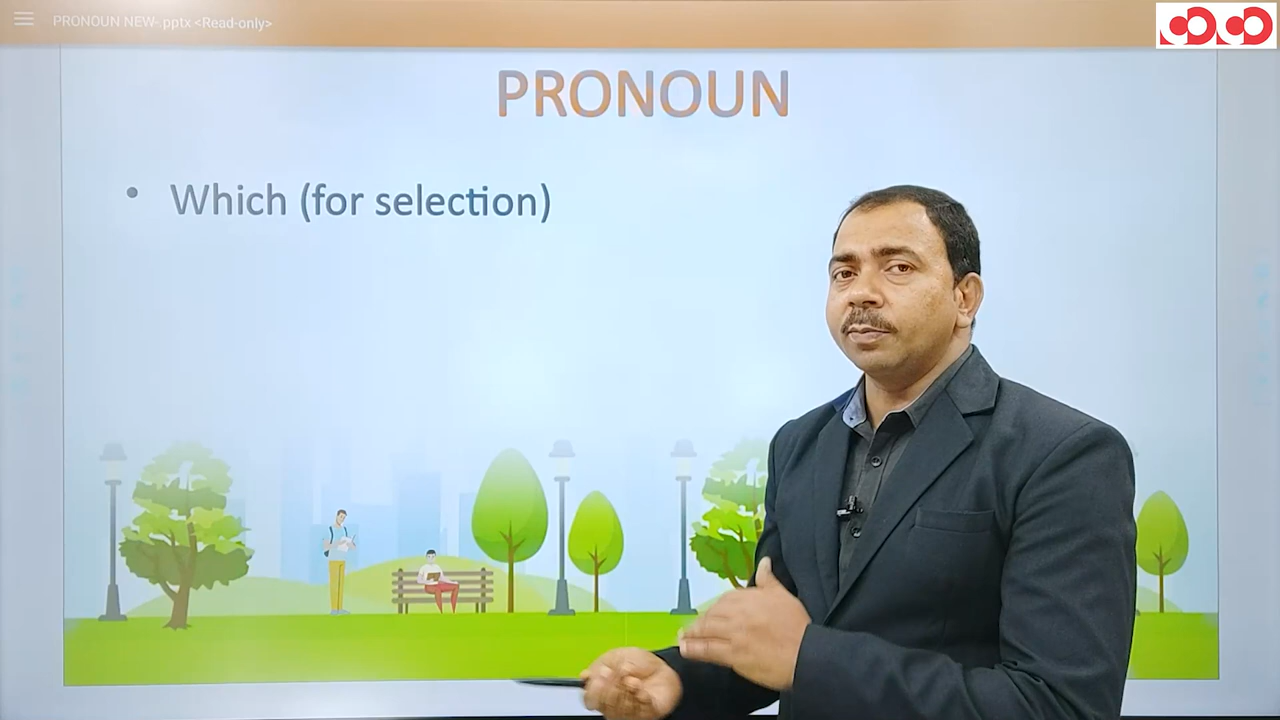 PRONOUN NEW-.pptx <Read-only>
PRONOUN
• Which (for selection)